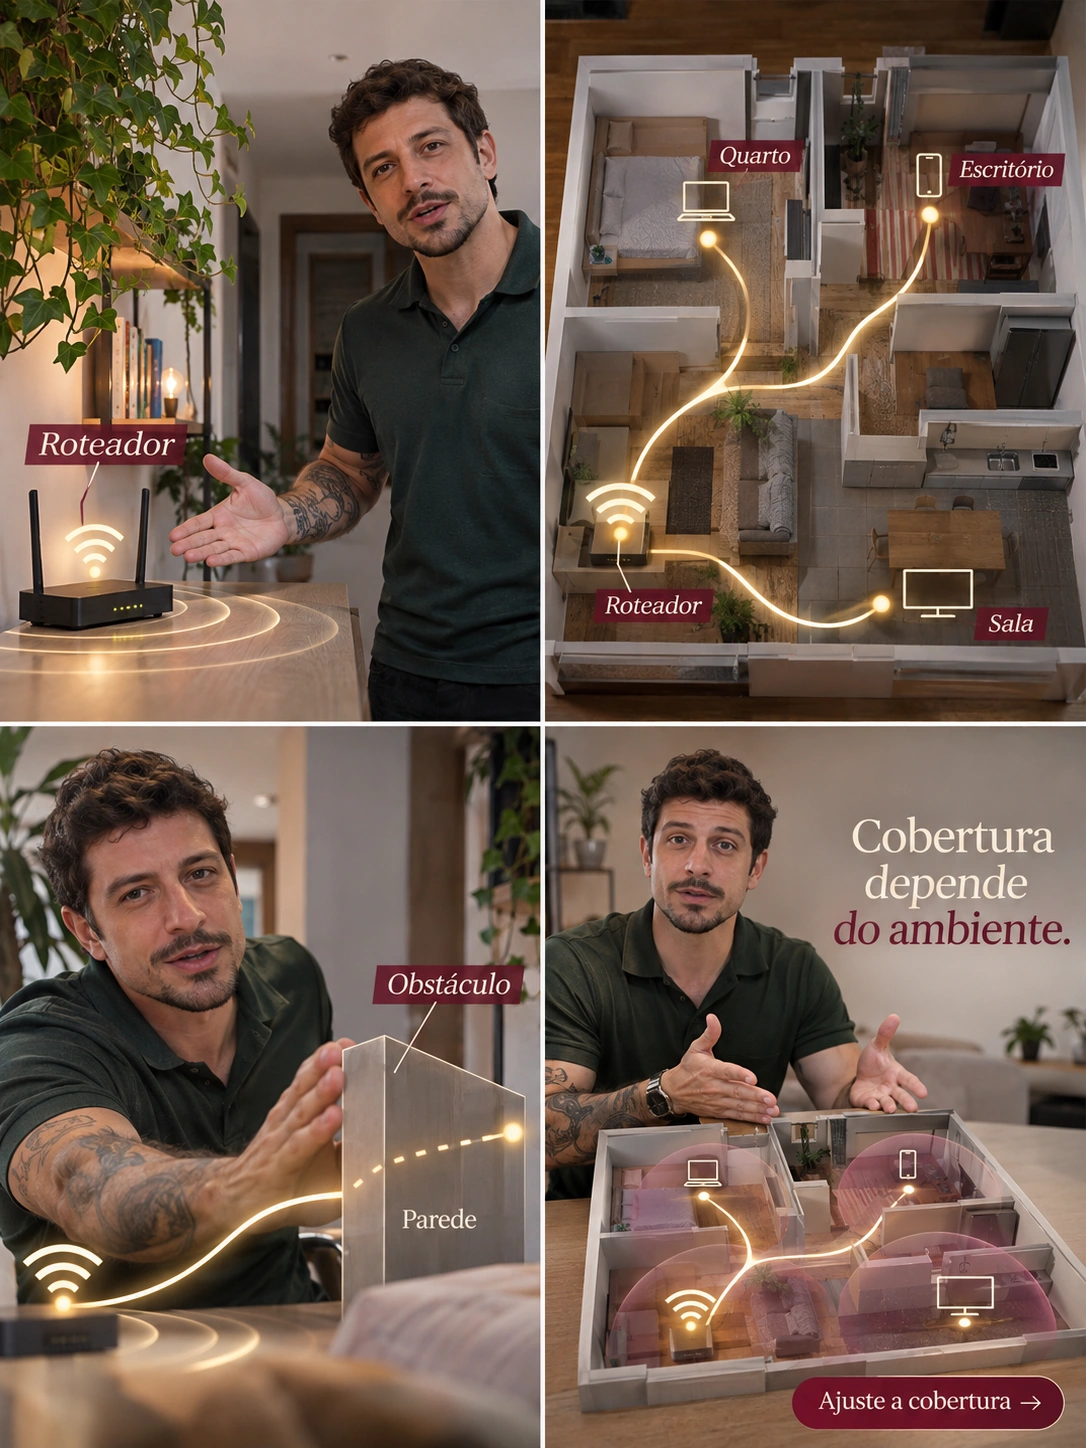 Roteador
Quarto
Escritório
Roteador
Sala
Obstáculo
Parede
Cobertura
depende
do ambiente.
Ajuste a cobertura →